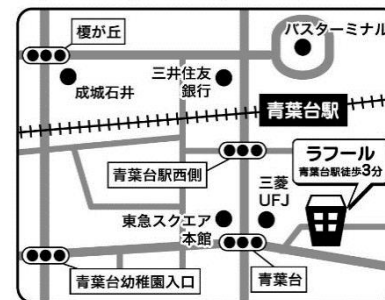 榎が丘
バスターミナル
成城石井
三井住友
銀行
青葉台駅
青葉台駅西側
ラフール
青葉台駅徒歩3分
三菱
UFJ
東急スクエア
本館
青葉台幼稚園入口
青葉台